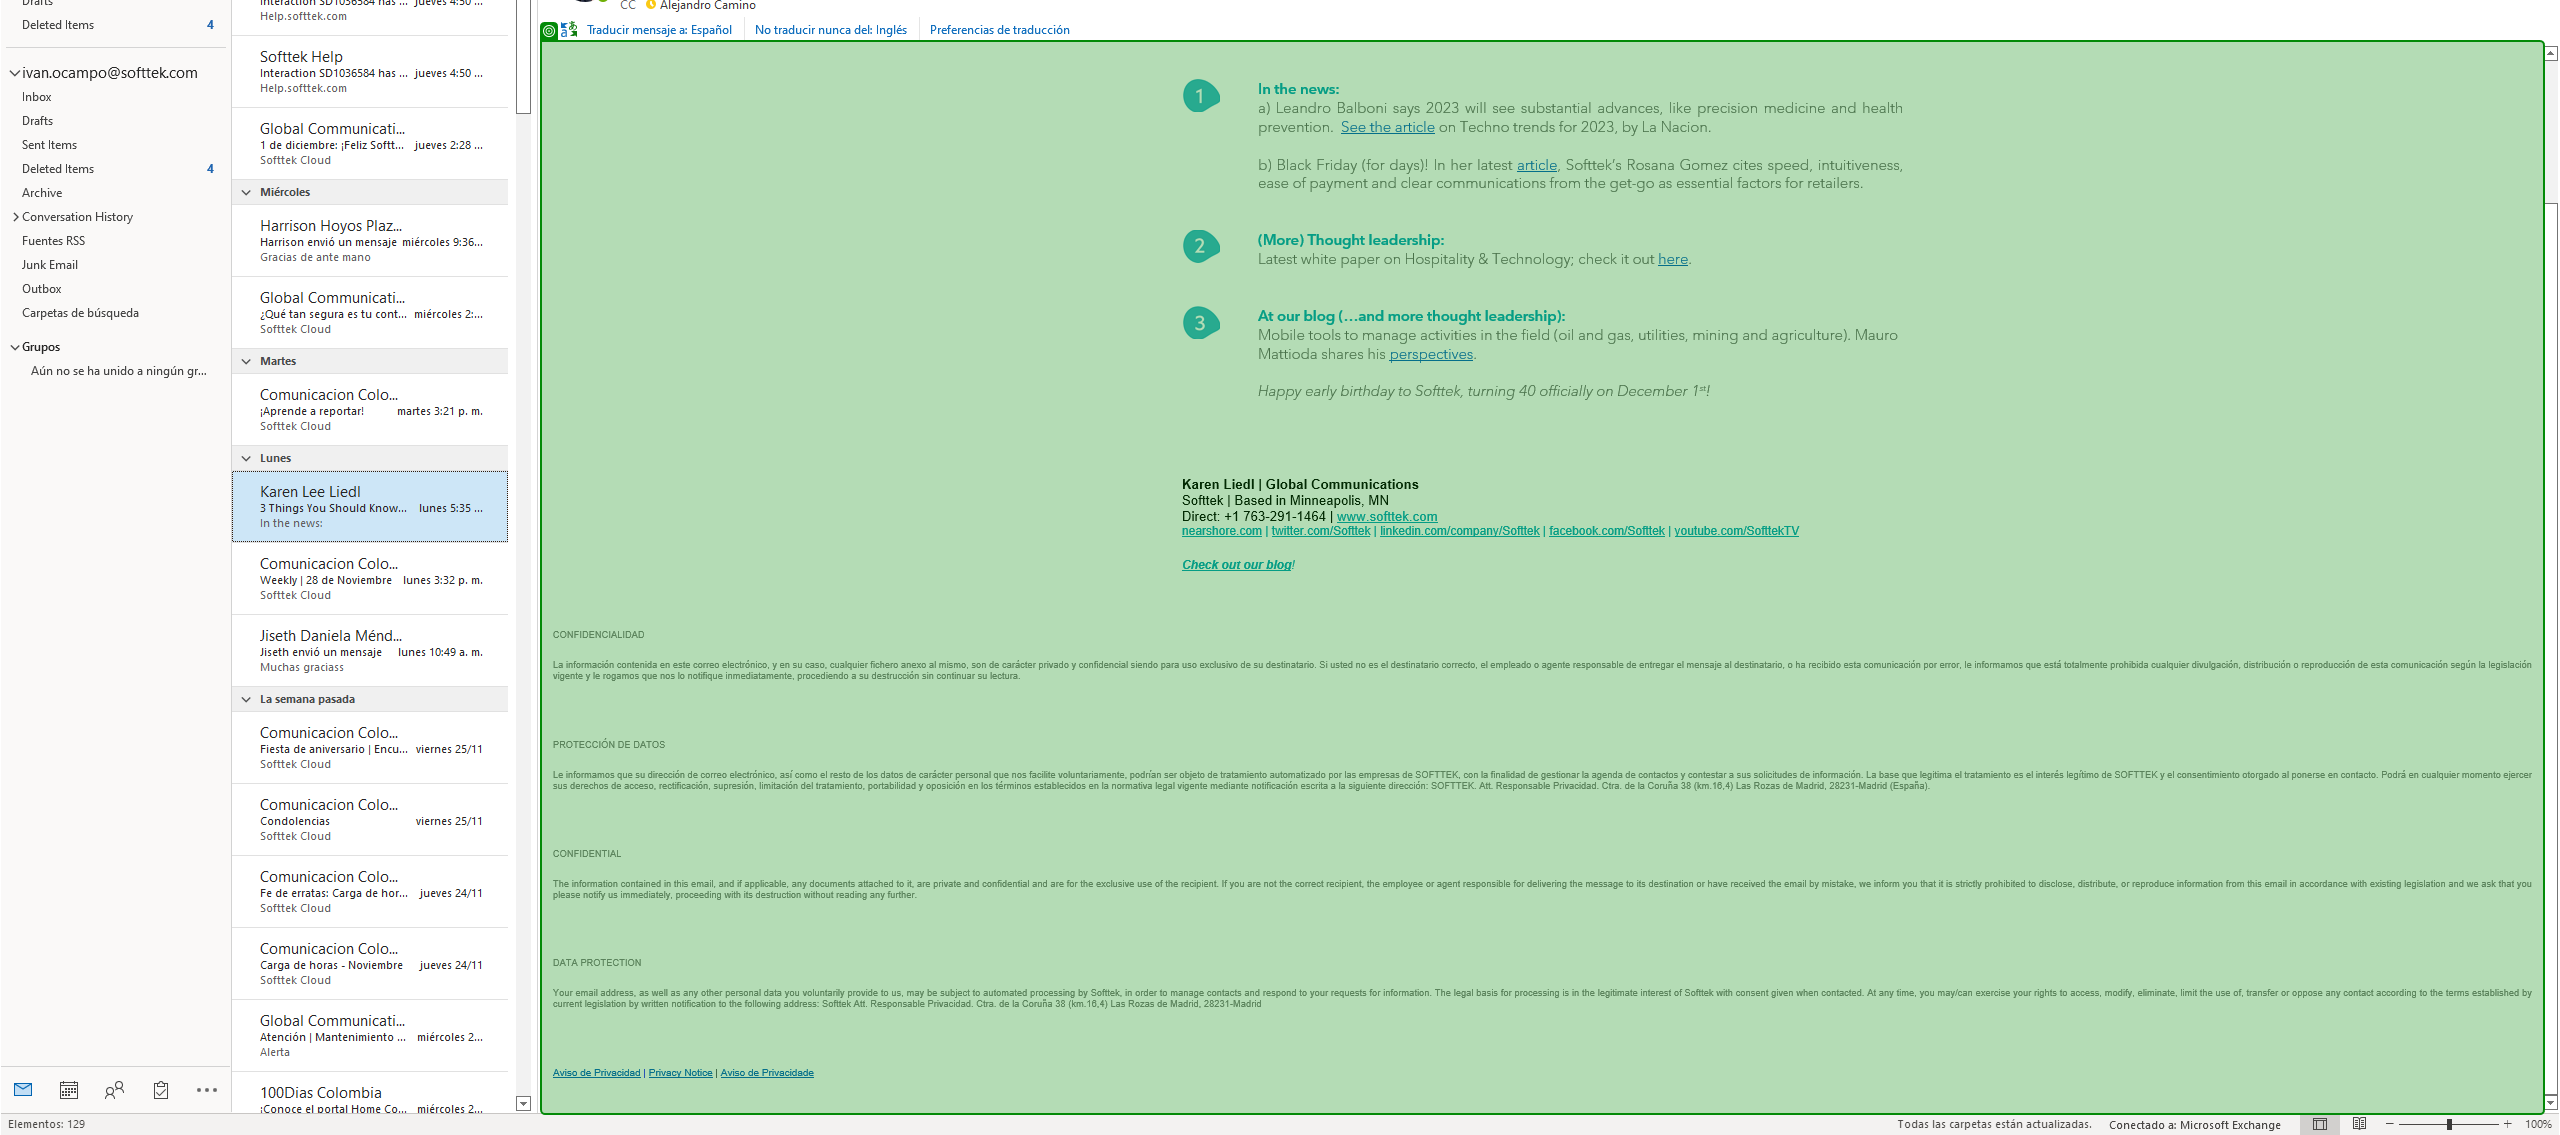 Drafts
Deleted Items 4
ivan.ocampo@softtek.com
Inbox
Drafts
Sent Items
Deleted Items 4
Archive
Conversation History
Fuentes RSS
Junk Email
Outbox
Carpetas de búsqueda
Grupos
Aún no se ha unido a ningún gr...
Interaction SD1036584 has ... jueves 4:50 ...
Help.softtek.com
Softtek Help
Interaction SD1036584 has ... jueves 4:50 ...
Help.softtek.com
Global Communicati...
1 de diciembre: ¡Feliz Softt... jueves 2:28 ...
Softtek Cloud
Miércoles
Harrison Hoyos Plaz...
Harrison envió un mensaje miércoles 9:36...
Gracias de ante mano
Global Communicati...
¿Qué tan segura es tu cont... miércoles 2:...
Softtek Cloud
Martes
Comunicacion Colo...
¡Aprende a reportar! martes 3:21 p. m.
Softtek Cloud
Lunes
Karen Lee Liedl
3 Things You Should Know... lunes 5:35 ...
In the news:
Comunicacion Colo...
Weekly | 28 de Noviembre lunes 3:32 p. m.
Softtek Cloud
Jiseth Daniela Ménd...
Jiseth envió un mensaje lunes 10:49 a. m.
Muchas graciass
La semana pasada
Comunicacion Colo...
Fiesta de aniversario | Encu... viernes 25/11
Softtek Cloud
Comunicacion Colo...
Condolencias viernes 25/11
Softtek Cloud
Comunicacion Colo...
Fe de erratas: Carga de hor... jueves 24/11
Softtek Cloud
Comunicacion Colo...
Carga de horas - Noviembre jueves 24/11
Softtek Cloud
Global Communicati...
Atención | Mantenimiento ... miércoles 2...
Alerta
100Dias Colombia
¡Conoce el portal Home Co... miércoles 2...
CC Alejandro Camino
Traducir mensaje a: Español No traducir nunca del: Inglés Preferencias de traducción
1 In the news:
a) Leandro Balboni says 2023 will see substantial advances, like precision medicine and health
prevention. See the article on Techno trends for 2023, by La Nacion.
b) Black Friday (for days)! In her latest article, Softtek's Rosana Gomez cites speed, intuitiveness,
ease of payment and clear communications from the get-go as essential factors for retailers.
2 (More) Thought leadership:
Latest white paper on Hospitality & Technology; check it out here.
3 At our blog (…and more thought leadership):
Mobile tools to manage activities in the field (oil and gas, utilities, mining and agriculture). Mauro
Mattioda shares his perspectives.
Happy early birthday to Softtek, turning 40 officially on December 1st!
Karen Liedl | Global Communications
Softtek | Based in Minneapolis, MN
Direct: +1 763-291-1464 | www.softtek.com
nearshore.com | twitter.com/Softtek | linkedin.com/company/Softtek | facebook.com/Softtek | youtube.com/SofttekTV
Check out our blog!
CONFIDENCIALIDAD
La información contenida en este correo electrónico, y en su caso, cualquier fichero anexo al mismo, son de carácter privado y confidencial siendo para uso exclusivo de su destinatario. Si usted no es el destinatario correcto, el empleado o agente responsable de entregar el mensaje al destinatario, o ha recibido esta comunicación por error, le informamos que está totalmente prohibida cualquier divulgación, distribución o reproducción de esta comunicación según la legislación
vigente y le rogamos que nos lo notifique inmediatamente, procediendo a su destrucción sin continuar su lectura.
PROTECCIÓN DE DATOS
Le informamos que su dirección de correo electrónico, así como el resto de los datos de carácter personal que nos facilite voluntariamente, podrían ser objeto de tratamiento automatizado por las empresas de SOFTTEK, con la finalidad de gestionar la agenda de contactos y contestar a sus solicitudes de información. La base que legitima el tratamiento es el interés legítimo de SOFTTEK y el consentimiento otorgado al ponerse en contacto. Podrá en cualquier momento ejercer
sus derechos de acceso, rectificación, supresión, limitación del tratamiento, portabilidad y oposición en los términos establecidos en la normativa legal vigente mediante notificación escrita a la siguiente dirección: SOFTTEK. Att. Responsable Privacidad. Ctra. de la Coruña 38 (km.16,4) Las Rozas de Madrid, 28231-Madrid (España).
CONFIDENTIAL
The information contained in this email, and if applicable, any documents attached to it, are private and confidential and are for the exclusive use of the recipient. If you are not the correct recipient, the employee or agent responsible for delivering the message to its destination or have received the email by mistake, we inform you that it is strictly prohibited to disclose, distribute, or reproduce information from this email in accordance with existing legislation and we ask that you
please notify us immediately, proceeding with its destruction without reading any further.
DATA PROTECTION
Your email address, as well as any other personal data you voluntarily provide to us, may be subject to automated processing by Softtek, in order to manage contacts and respond to your requests for information. The legal basis for processing is in the legitimate interest of Softtek with consent given when contacted. At any time, you may/can exercise your rights to access, modify, eliminate, limit the use of, transfer or oppose any contact according to the terms established by
current legislation by written notification to the following address: Softtek Att. Responsable Privacidad. Ctra. de la Coruña 38 (km.16,4) Las Rozas de Madrid, 28231-Madrid
Aviso de Privacidad | Privacy Notice | Aviso de Privacidade
Elementos: 129 Todas las carpetas están actualizadas. Conectado a: Microsoft Exchange 100%